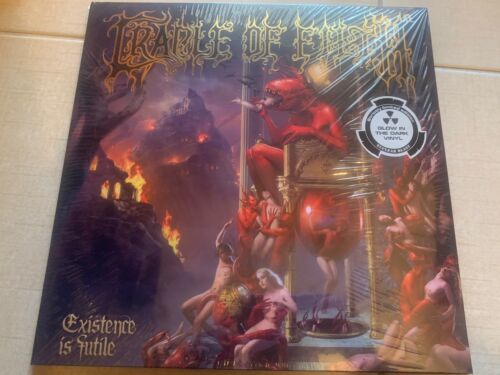 CRADLE OF FILTH
GLOW IN
THE DARK
VINYL
Existence
is futile